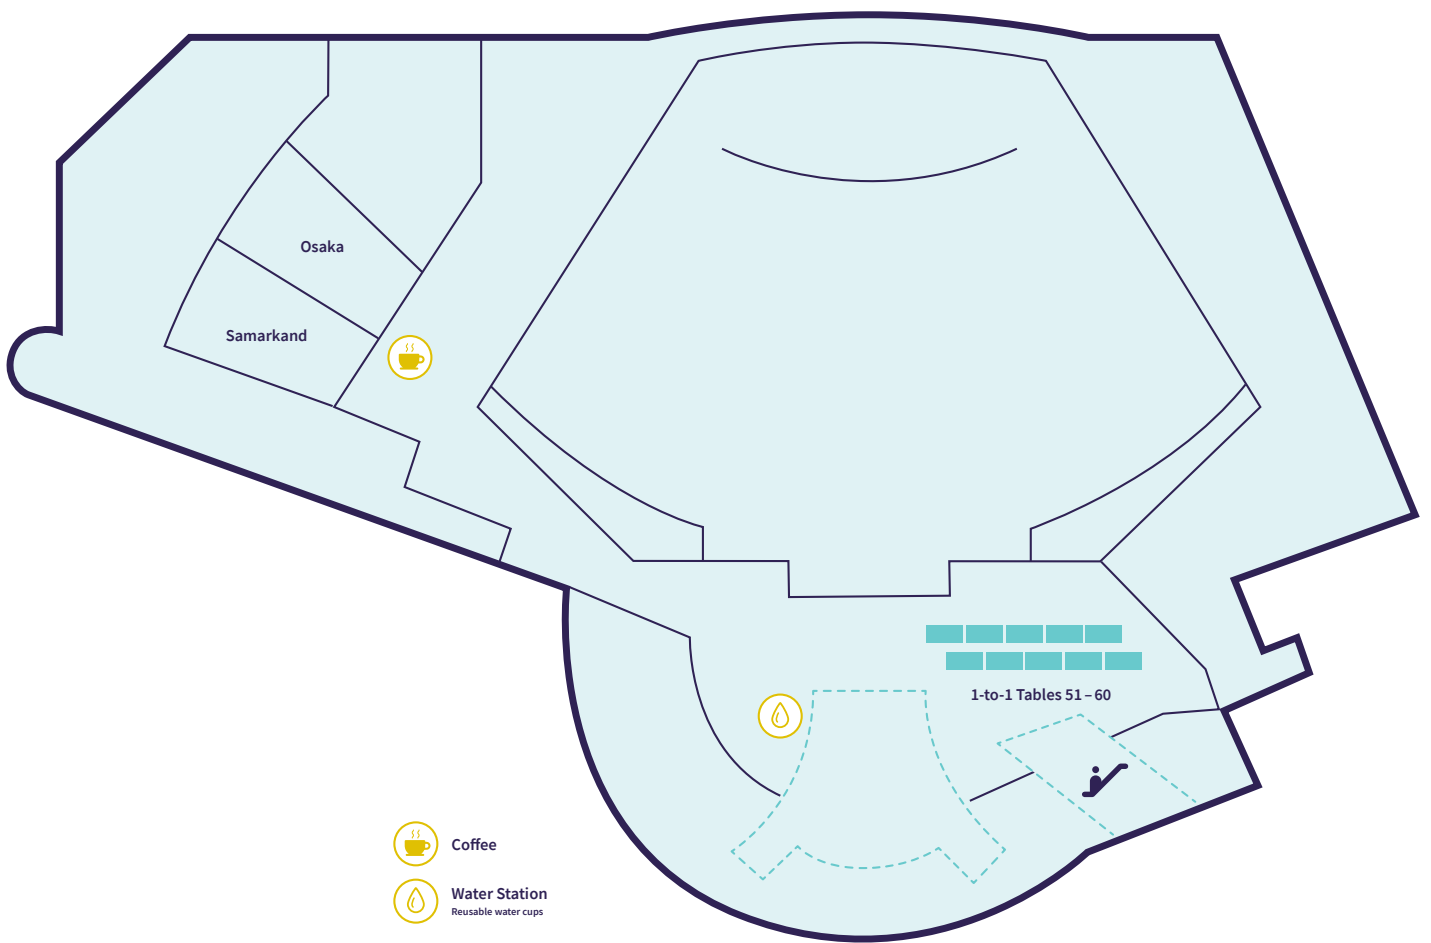 Osaka
Samarkand
1-to-1 Tables 51 – 60
Coffee
Water Station
Reusable water cups